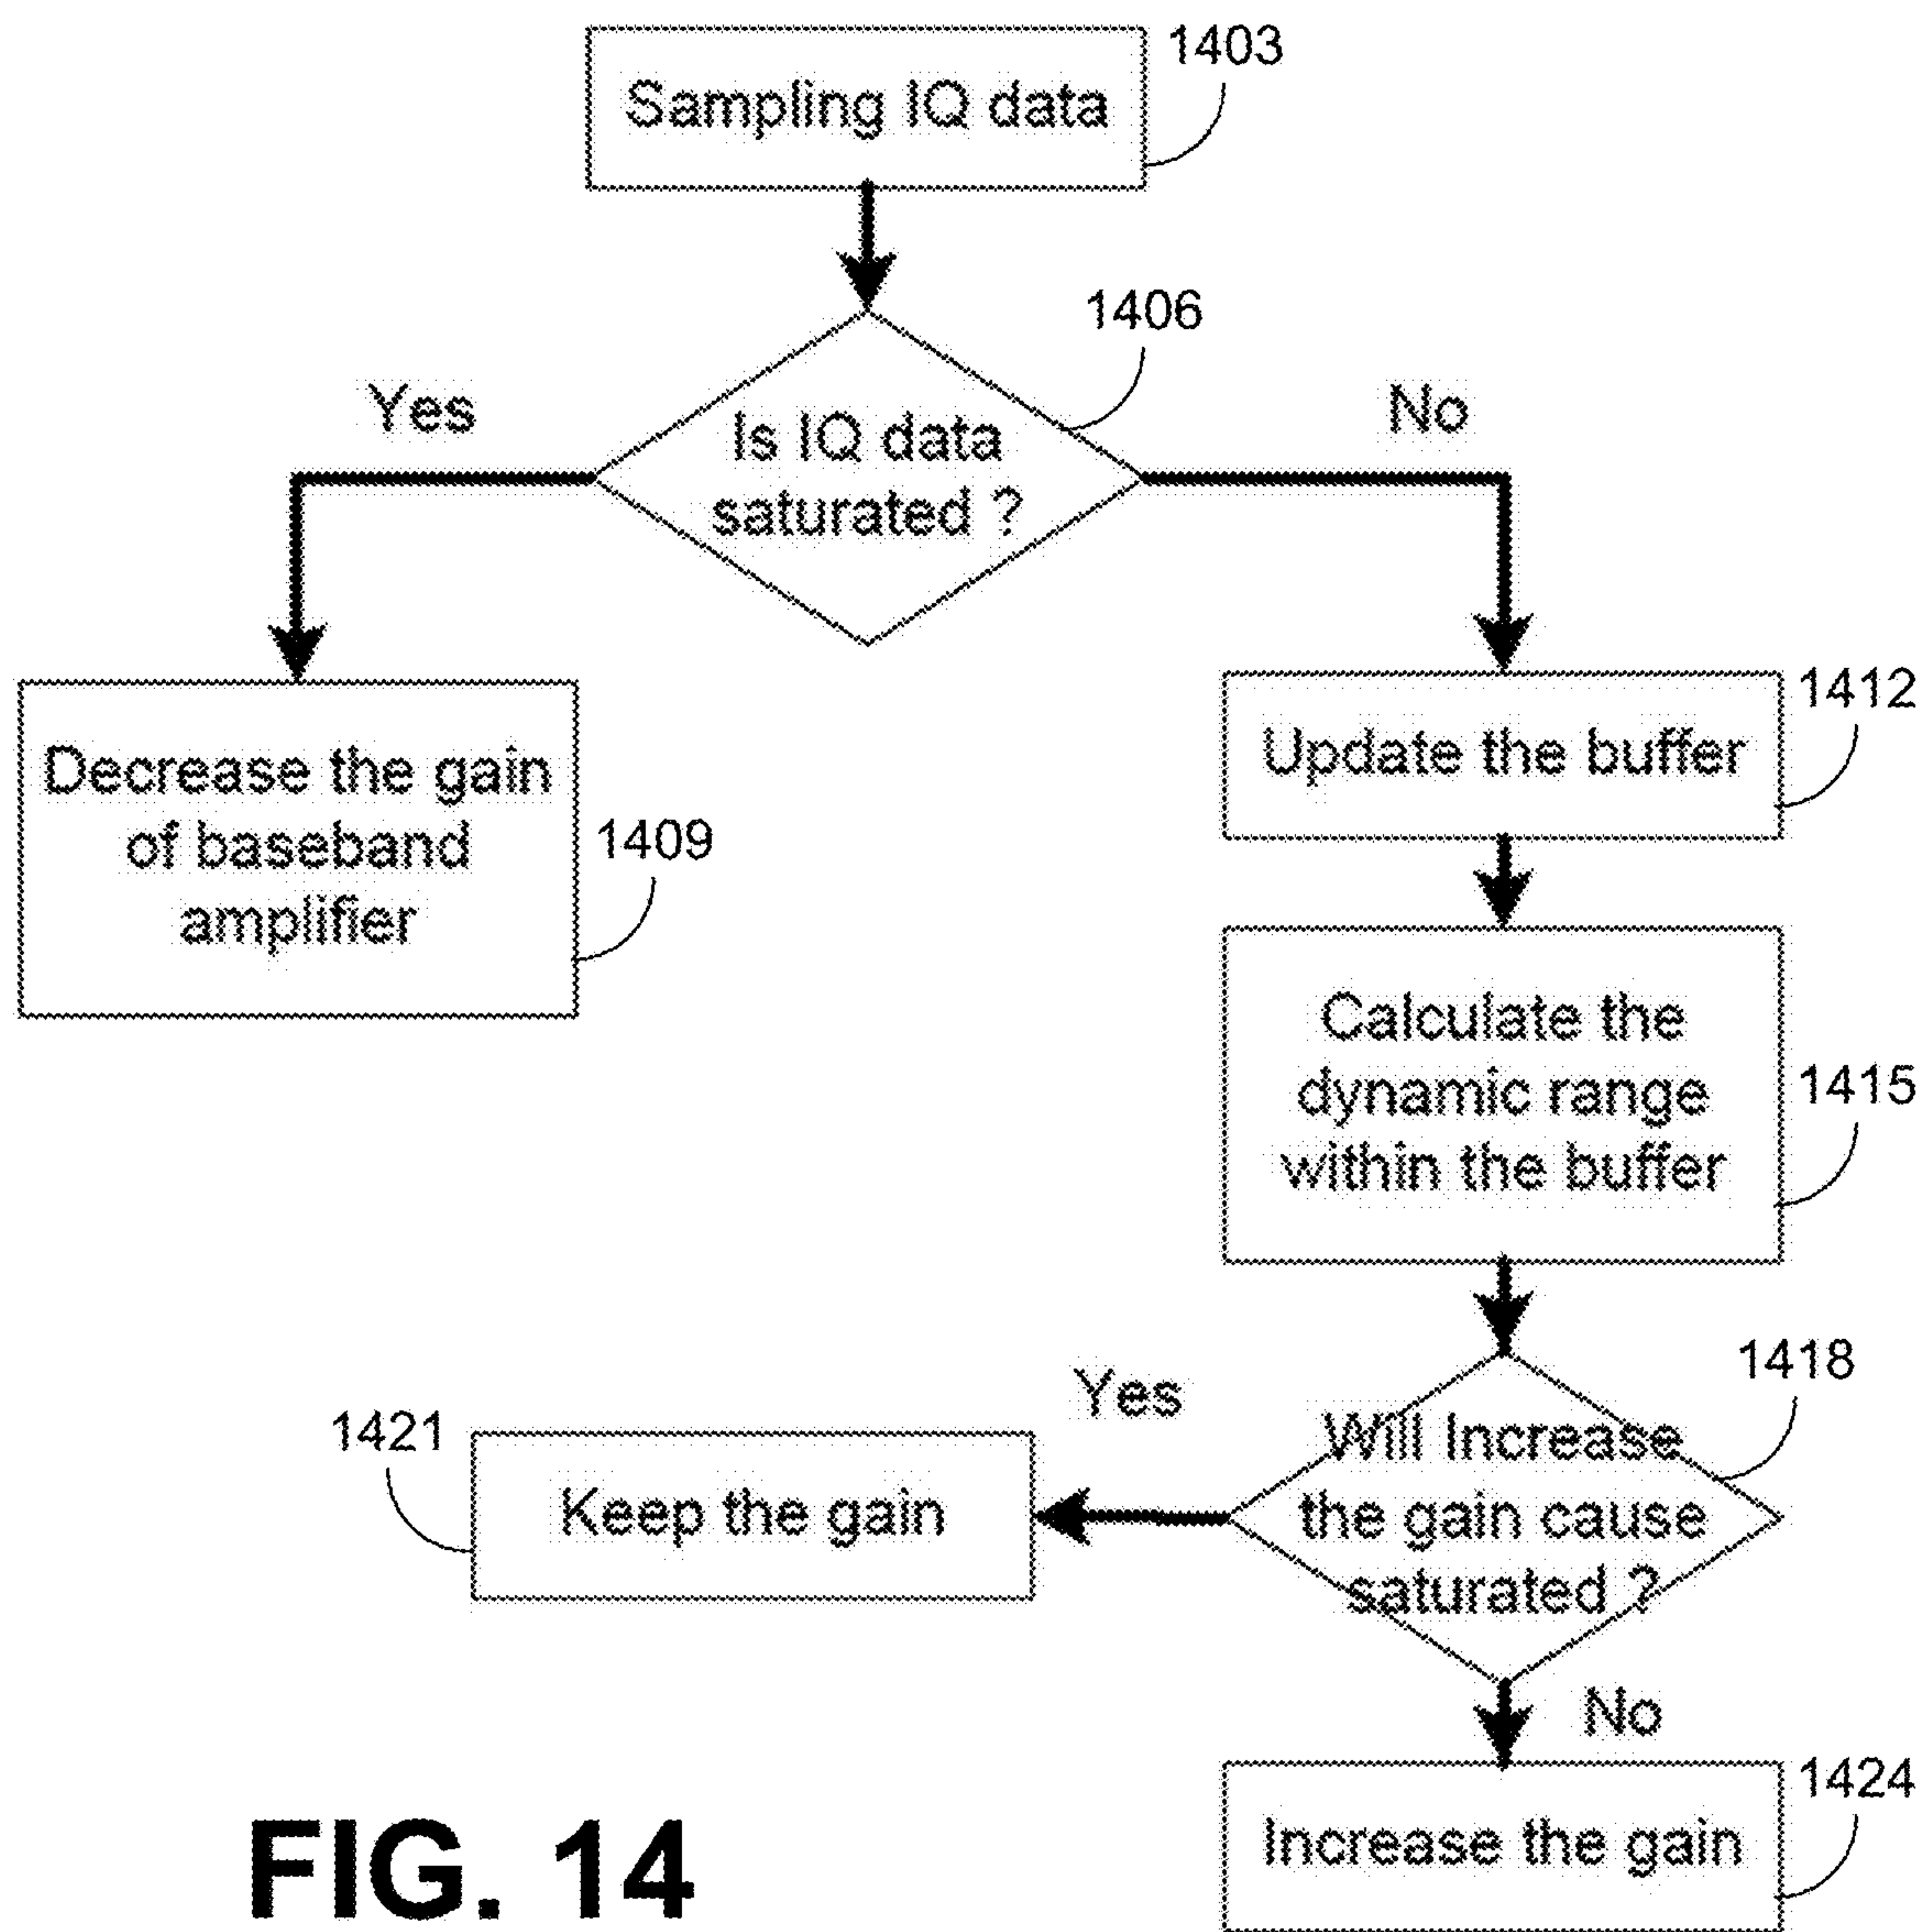 Sampling IQ data
1403
Is IQ data
saturated ?
1406
Yes
No
Decrease the gain
of baseband
amplifier
1409
Update the buffer
1412
Calculate the
dynamic range
within the buffer
1415
Will Increase
the gain cause
saturated ?
1418
Yes
Keep the gain
1421
No
Increase the gain
1424
FIG. 14